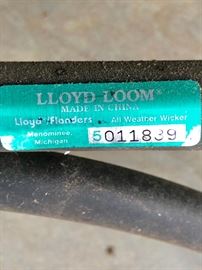 LLOYD LOOM®
MADE IN CHINA
Lloyd/Flanders All Weather Wicker
Menominee, Michigan
5011839